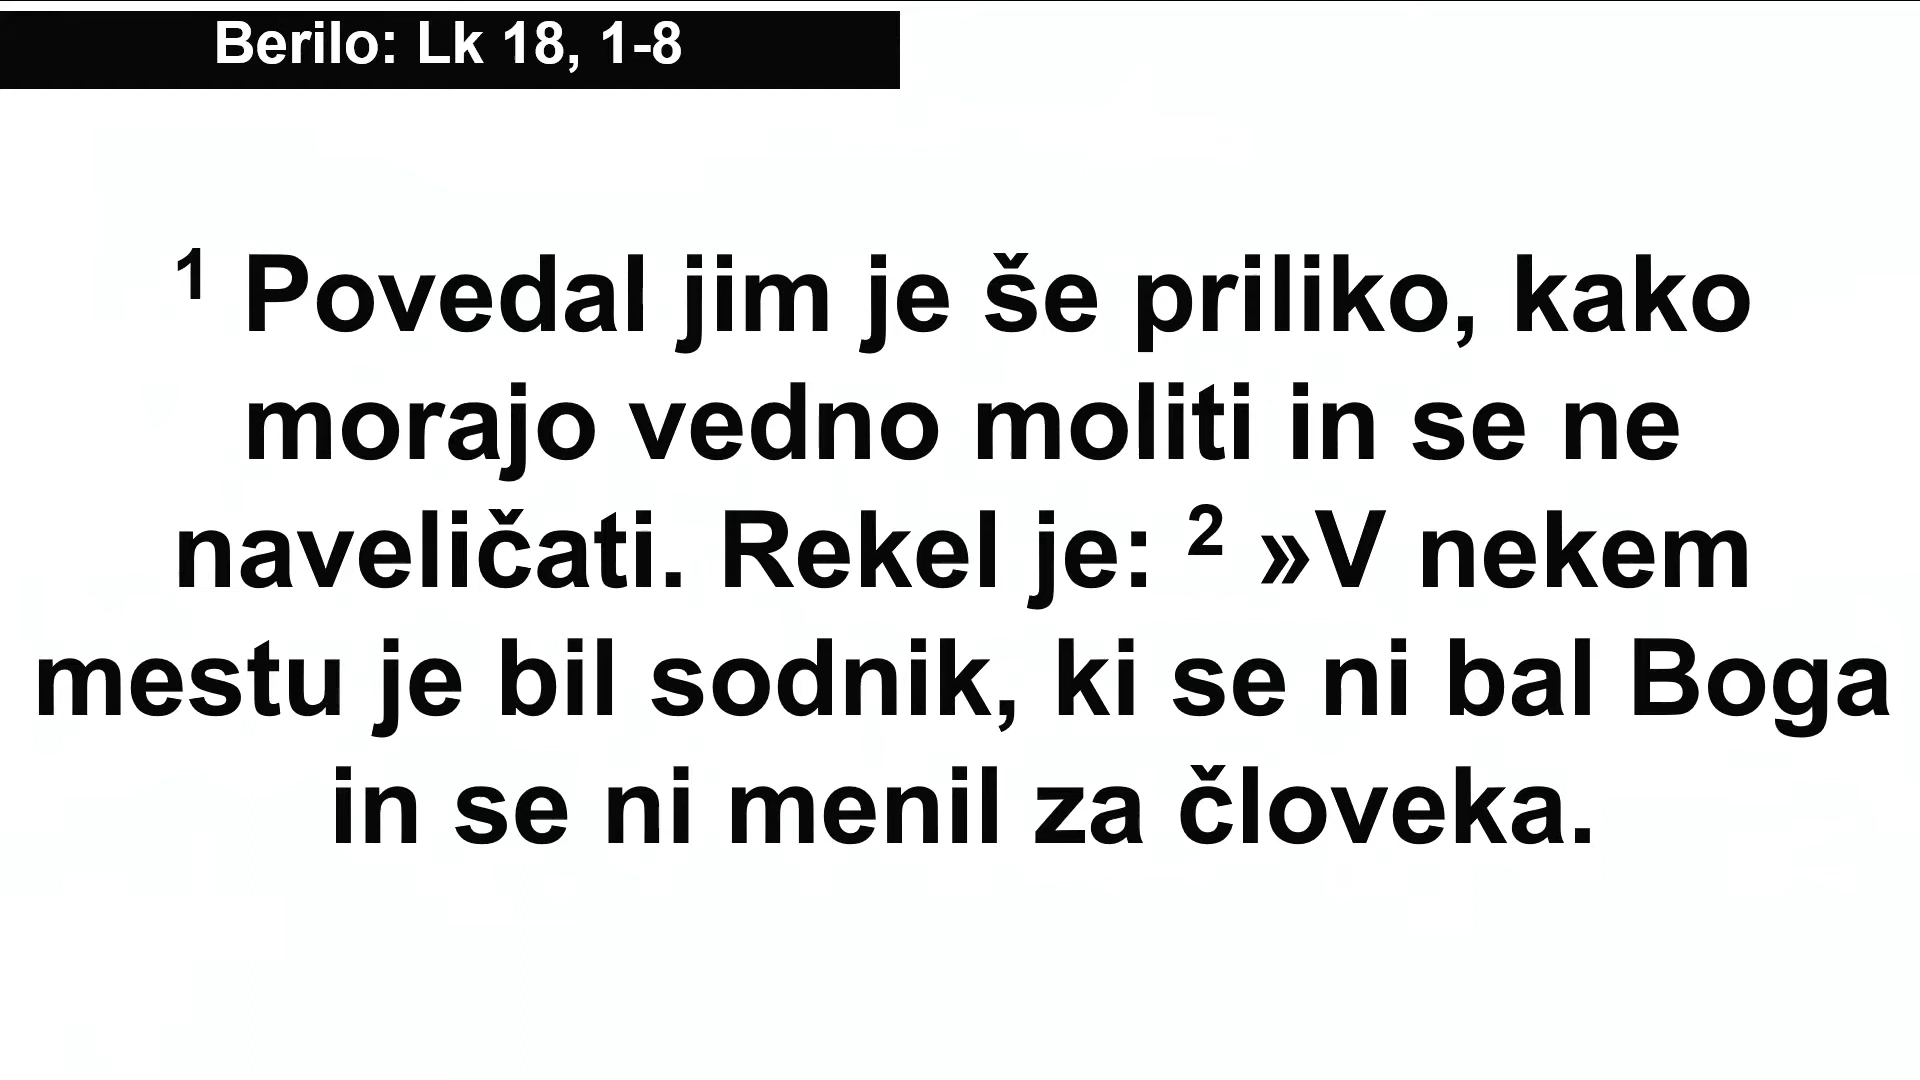 Berilo: Lk 18, 1-8
1 Povedal jim je še priliko, kako
morajo vedno moliti in se ne
naveličati. Rekel je: 2 »V nekem
mestu je bil sodnik, ki se ni bal Boga
in se ni menil za človeka.